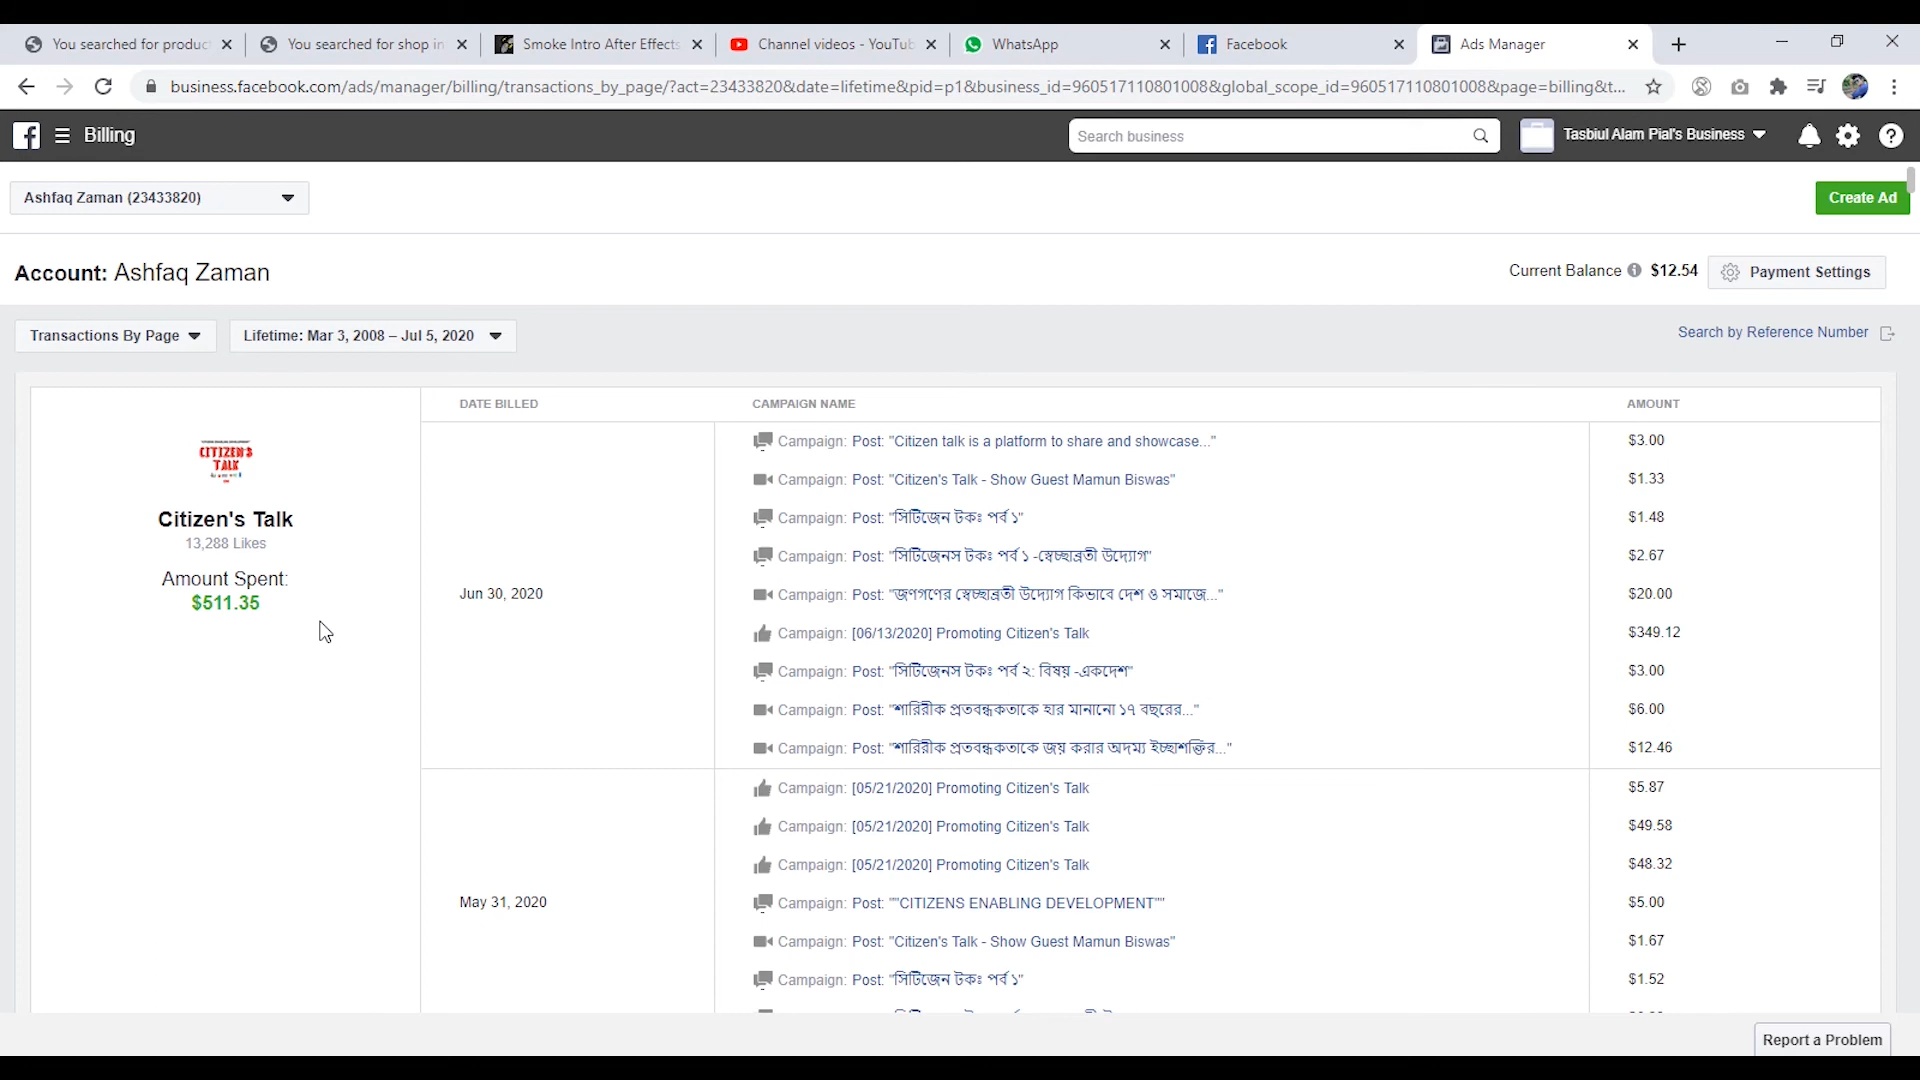 You searched for produc
You searched for shop in
Smoke Intro After Effects
Channel videos - YouTub
WhatsApp
Facebook
Ads Manager
business.facebook.com/ads/manager/billing/transactions_by_page/?act=23433820&date=lifetime&pid=p1&business_id=960517110801008&global_scope_id=960517110801008&page=billing&t...
Billing
Search business
Tasbiul Alam Pial's Business
Ashfaq Zaman (23433820)
Create Ad
Account: Ashfaq Zaman
Current Balance $12.54
Payment Settings
Transactions By Page
Lifetime: Mar 3, 2008 – Jul 5, 2020
Search by Reference Number
DATE BILLED CAMPAIGN NAME AMOUNT
CITIZEN'S
TALK
Citizen's Talk
13,288 Likes
Amount Spent:
$511.35
Jun 30, 2020
Campaign: Post: "Citizen talk is a platform to share and showcase..." $3.00
Campaign: Post: "Citizen's Talk - Show Guest Mamun Biswas" $1.33
Campaign: Post: "সিটিজেন টকঃ পর্ব ১" $1.48
Campaign: Post: "সিটিজেনস টকঃ পর্ব ১ -স্বেচ্ছাব্রতী উদ্যোগ" $2.67
Campaign: Post: "জণগণের স্বেচ্ছাব্রতী উদ্যোগ কিভাবে দেশ ও সমাজে..." $20.00
Campaign: [06/13/2020] Promoting Citizen's Talk $349.12
Campaign: Post: "সিটিজেনস টকঃ পর্ব ২: বিষয় -একদেশ" $3.00
Campaign: Post: "শারিরীক প্রতবন্ধকতাকে হার মানানো ১৭ বছরের..." $6.00
Campaign: Post: "শারিরীক প্রতবন্ধকতাকে জয় করার অদম্য ইচ্ছাশক্তির..." $12.46
May 31, 2020
Campaign: [05/21/2020] Promoting Citizen's Talk $5.87
Campaign: [05/21/2020] Promoting Citizen's Talk $49.58
Campaign: [05/21/2020] Promoting Citizen's Talk $48.32
Campaign: Post: ""CITIZENS ENABLING DEVELOPMENT"" $5.00
Campaign: Post: "Citizen's Talk - Show Guest Mamun Biswas" $1.67
Campaign: Post: "সিটিজেন টকঃ পর্ব ১" $1.52
Report a Problem